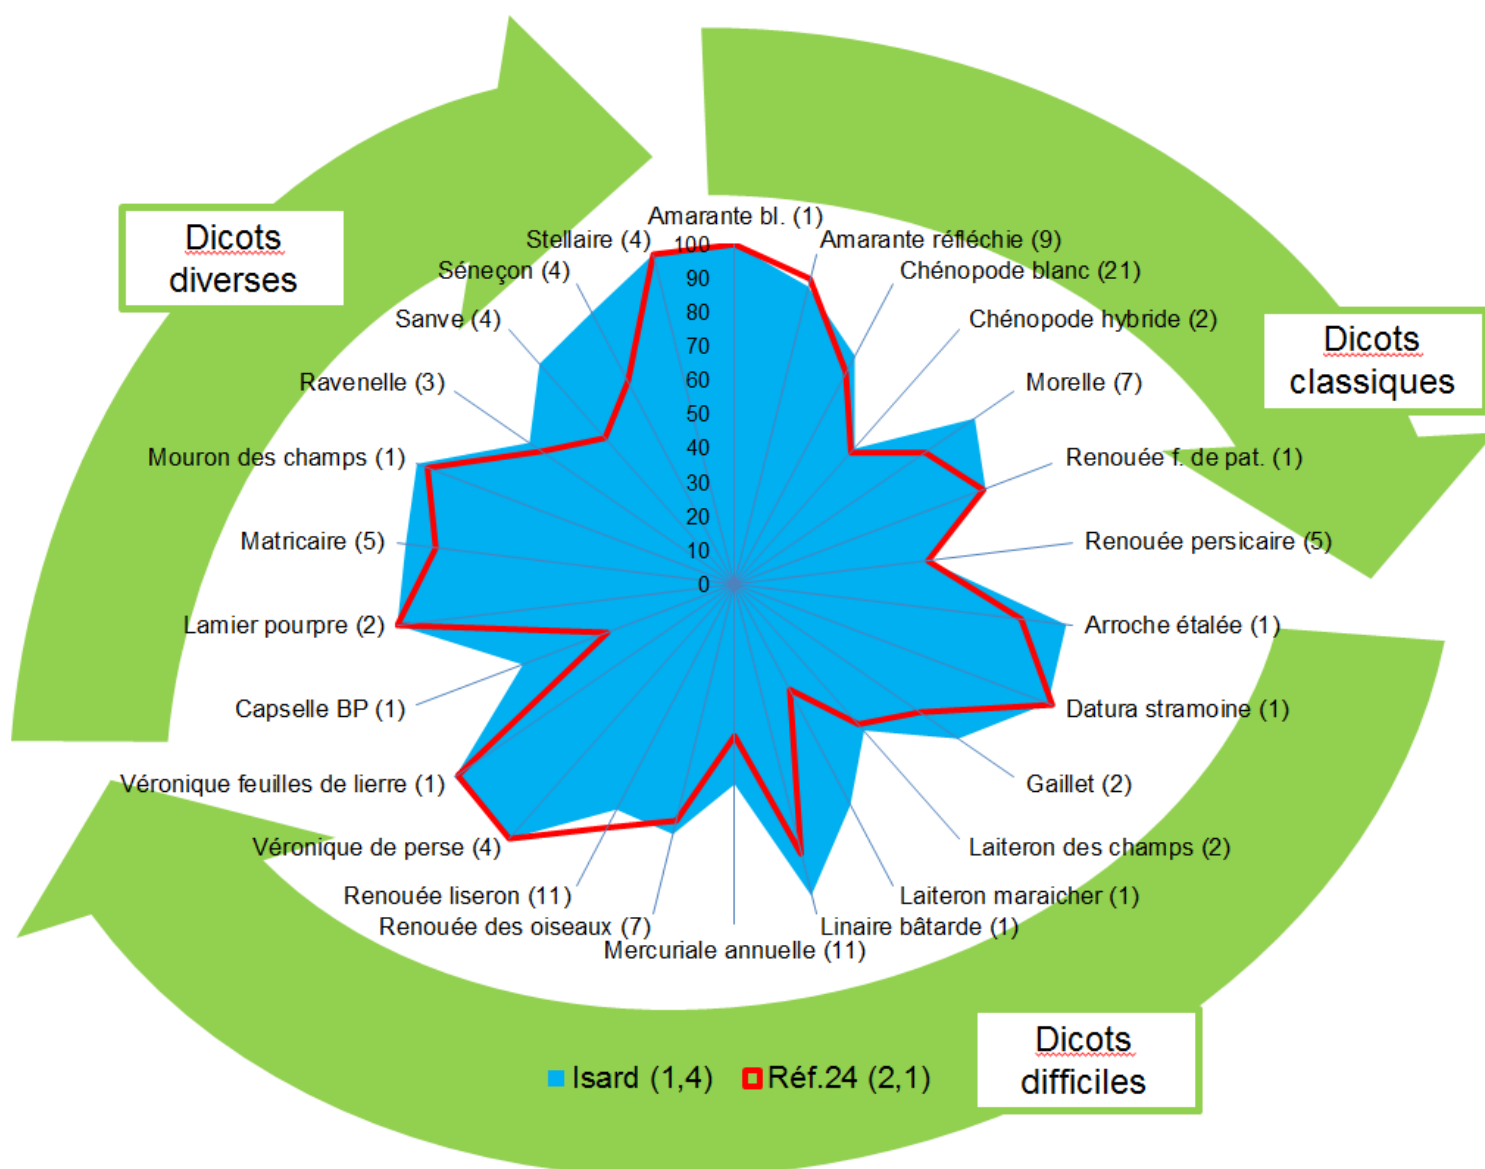 Dicots
diverses
Dicots
classiques
Dicots
difficiles
Amarante bl. (1)
Amarante réfléchie (9)
Chénopode blanc (21)
Chénopode hybride (2)
Morelle (7)
Renouée f. de pat. (1)
Renouée persicaire (5)
Arroche étalée (1)
Datura stramoine (1)
Gaillet (2)
Laiteron des champs (2)
Laiteron maraicher (1)
Linaire bâtarde (1)
Mercuriale annuelle (11)
Renouée des oiseaux (7)
Renouée liseron (11)
Véronique de perse (4)
Véronique feuilles de lierre (1)
Capselle BP (1)
Lamier pourpre (2)
Matricaire (5)
Mouron des champs (1)
Ravenelle (3)
Sanve (4)
Séneçon (4)
Stellaire (4)
100
90
80
70
60
50
40
30
20
10
0
Isard (1,4) Réf.24 (2,1)